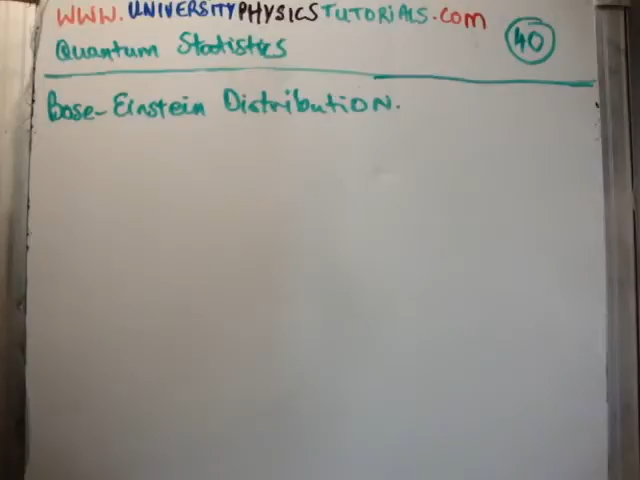 WWW.UNIVERSITYPHYSICSTUTORIALS.COM
Quantum Statistics
40
Bose-Einstein Distribution.